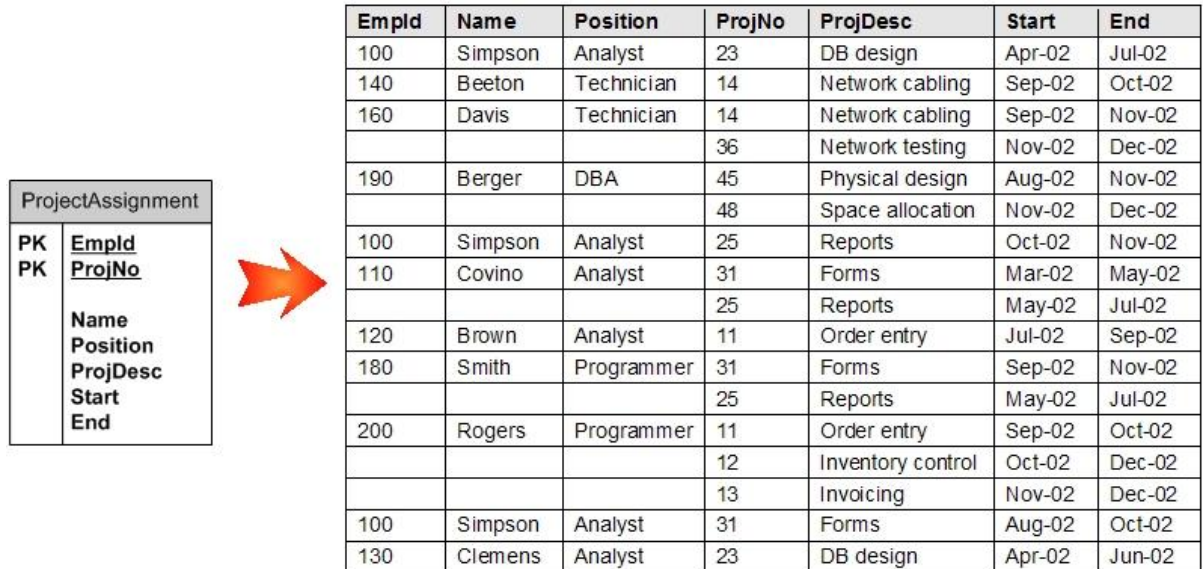 ProjectAssignment
PK EmpId
PK ProjNo
Name
Position
ProjDesc
Start
End
EmpId Name Position ProjNo ProjDesc Start End
100 Simpson Analyst 23 DB design Apr-02 Jul-02
140 Beeton Technician 14 Network cabling Sep-02 Oct-02
160 Davis Technician 14 Network cabling Sep-02 Nov-02
36 Network testing Nov-02 Dec-02
190 Berger DBA 45 Physical design Aug-02 Nov-02
48 Space allocation Nov-02 Dec-02
100 Simpson Analyst 25 Reports Oct-02 Nov-02
110 Covino Analyst 31 Forms Mar-02 May-02
25 Reports May-02 Jul-02
120 Brown Analyst 11 Order entry Jul-02 Sep-02
180 Smith Programmer 31 Forms Sep-02 Nov-02
25 Reports May-02 Jul-02
200 Rogers Programmer 11 Order entry Sep-02 Oct-02
12 Inventory control Oct-02 Dec-02
13 Invoicing Nov-02 Dec-02
100 Simpson Analyst 31 Forms Aug-02 Oct-02
130 Clemens Analyst 23 DB design Apr-02 Jun-02